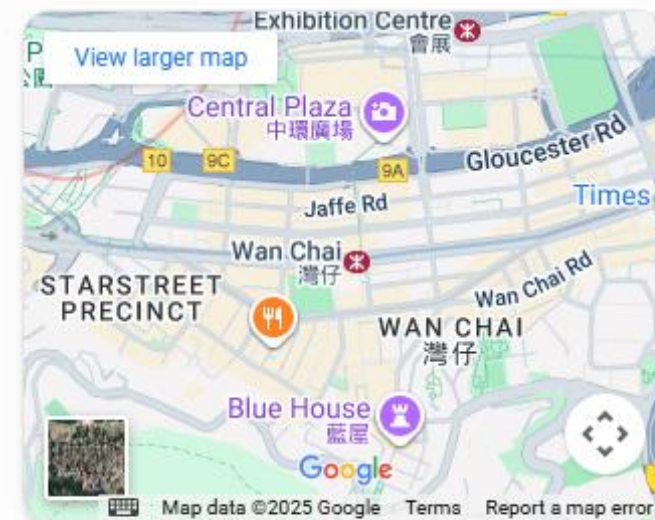 Exhibition Centre
會展
View larger map
Central Plaza
中環廣場
10
9C
9A
Gloucester Rd
Jaffe Rd
Times
Wan Chai
灣仔
Wan Chai Rd
STARSTREET
PRECINCT
WAN CHAI
灣仔
Blue House
藍屋
Google
Map data ©2025 Google Terms Report a map error